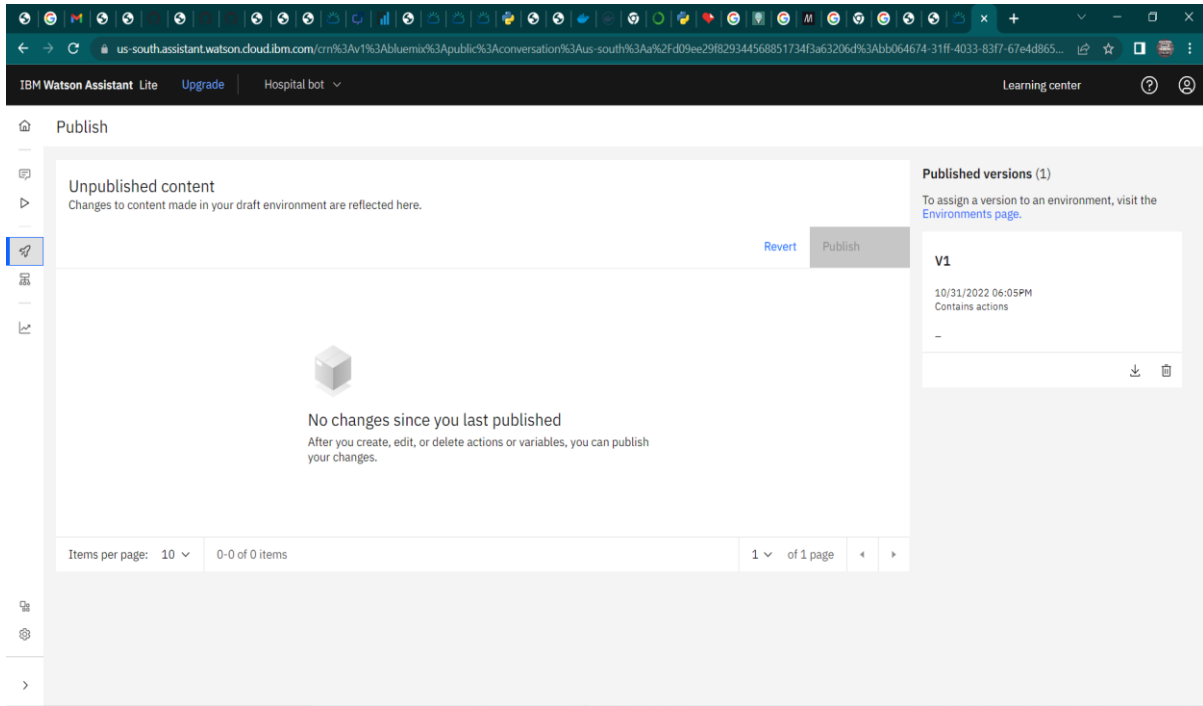 us-south.assistant.watson.cloud.ibm.com/crn%3Av1%3Abluemix%3Apublic%3Aconversation%3Aus-south%3Aa%2Fd09ee29f829344568851734f3a63206d%3Abb064674-31ff-4033-83f7-67e4d865...
IBM Watson Assistant Lite Upgrade Hospital bot Learning center
Publish
Unpublished content
Changes to content made in your draft environment are reflected here.
Revert Publish
No changes since you last published
After you create, edit, or delete actions or variables, you can publish
your changes.
Items per page: 10 0-0 of 0 items 1 of 1 page
Published versions (1)
To assign a version to an environment, visit the
Environments page.
V1
10/31/2022 06:05PM
Contains actions
–